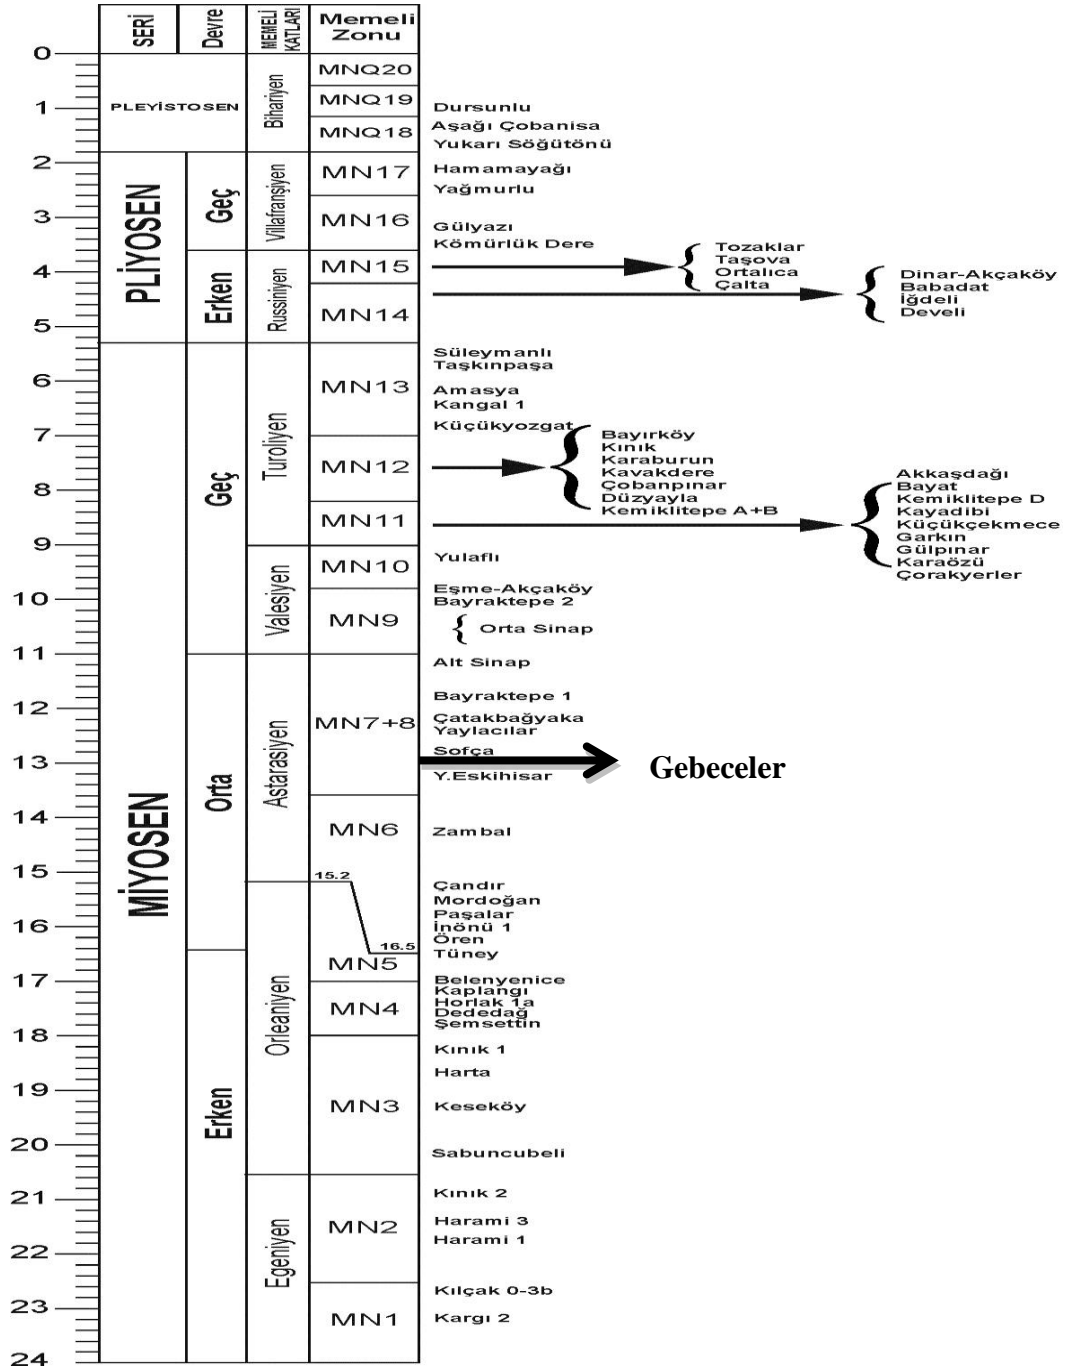 SERİ
Devre
MEMELİ
KATLARI
Memeli
Zonu
0
1
2
3
4
5
6
7
8
9
10
11
12
13
14
15
16
17
18
19
20
21
22
23
24
PLEYİSTOSEN
PLİYOSEN
MİYOSEN
Geç
Erken
Geç
Orta
Erken
Bihariyen
Villafranşiyen
Russiniyen
Turoliyen
Valesiyen
Astarasiyen
Orleaniyen
Egeniyen
MNQ20
MNQ19
MNQ18
MN17
MN16
MN15
MN14
MN13
MN12
MN11
MN10
MN9
MN7+8
MN6
15.2
16.5
MN5
MN4
MN3
MN2
MN1
Dursunlu
Aşağı Çobanisa
Yukarı Söğütönü
Hamamayağı
Yağmurlu
Gülyazı
Kömürlük Dere
Tozaklar
Taşova
Ortalıca
Çalta
Dinar-Akçaköy
Babadat
İğdeli
Develi
Süleymanlı
Taşkınpaşa
Amasya
Kangal 1
Küçükyozgat
Bayırköy
Kınık
Karaburun
Kavakdere
Çobanpınar
Düzyayla
Kemiklitepe A+B
Akkaşdağı
Bayat
Kemiklitepe D
Kayadibi
Küçükçekmece
Garkın
Gülpınar
Karaözü
Çorakyerler
Yulaflı
Eşme-Akçaköy
Bayraktepe 2
Orta Sinap
Alt Sinap
Bayraktepe 1
Çatakbağyaka
Yaylacılar
Sofça
Gebeceler
Y.Eskihisar
Zambal
Çandır
Mordoğan
Paşalar
İnönü 1
Ören
Tüney
Belenyenice
Kaplangı
Horlak 1a
Dededağ
Şemsettin
Kınık 1
Harta
Keseköy
Sabuncubeli
Kınık 2
Harami 3
Harami 1
Kılçak 0-3b
Kargı 2